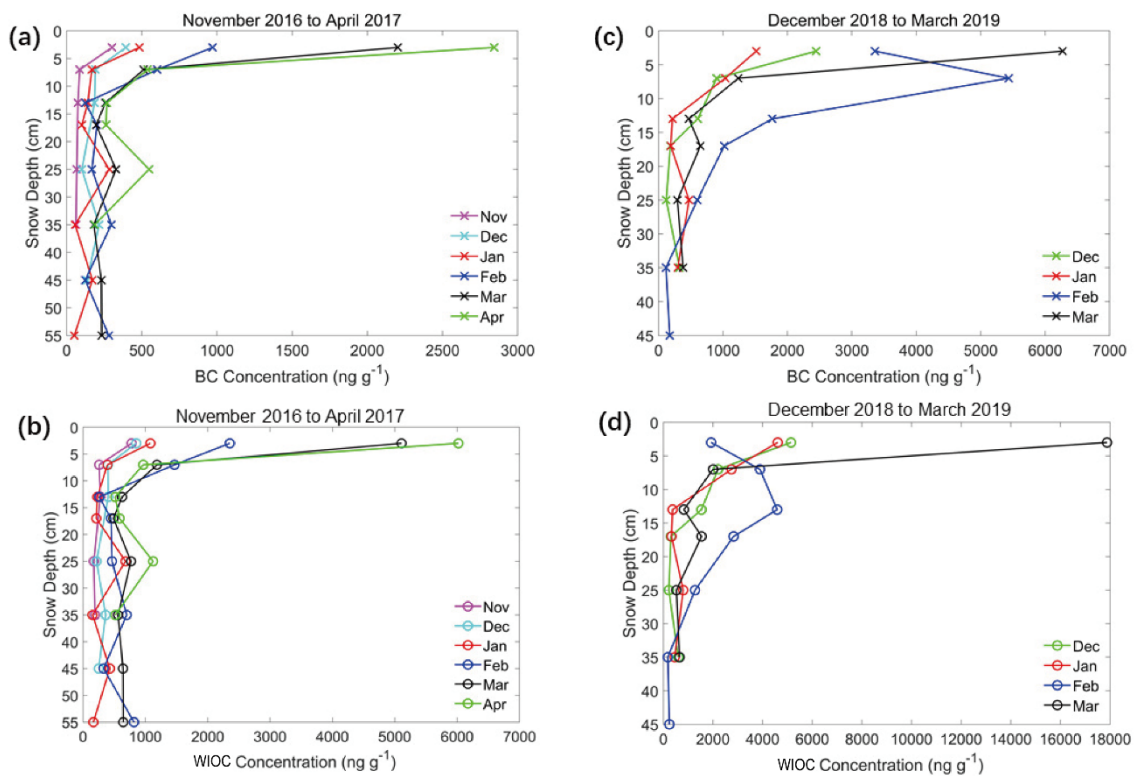 (a)
November 2016 to April 2017
0
5
10
15
20
25
30
35
40
45
50
55
Snow Depth (cm)
Nov
Dec
Jan
Feb
Mar
Apr
0 500 1000 1500 2000 2500 3000
BC Concentration (ng g⁻¹)
(c)
December 2018 to March 2019
0
5
10
15
20
25
30
35
40
45
Snow Depth (cm)
Dec
Jan
Feb
Mar
0 1000 2000 3000 4000 5000 6000 7000
BC Concentration (ng g⁻¹)
(b)
November 2016 to April 2017
0
5
10
15
20
25
30
35
40
45
50
55
Snow Depth (cm)
Nov
Dec
Jan
Feb
Mar
Apr
0 1000 2000 3000 4000 5000 6000 7000
WIOC Concentration (ng g⁻¹)
(d)
December 2018 to March 2019
0
5
10
15
20
25
30
35
40
45
Snow Depth (cm)
Dec
Jan
Feb
Mar
0 2000 4000 6000 8000 10000 12000 14000 16000 18000
WIOC Concentration (ng g⁻¹)